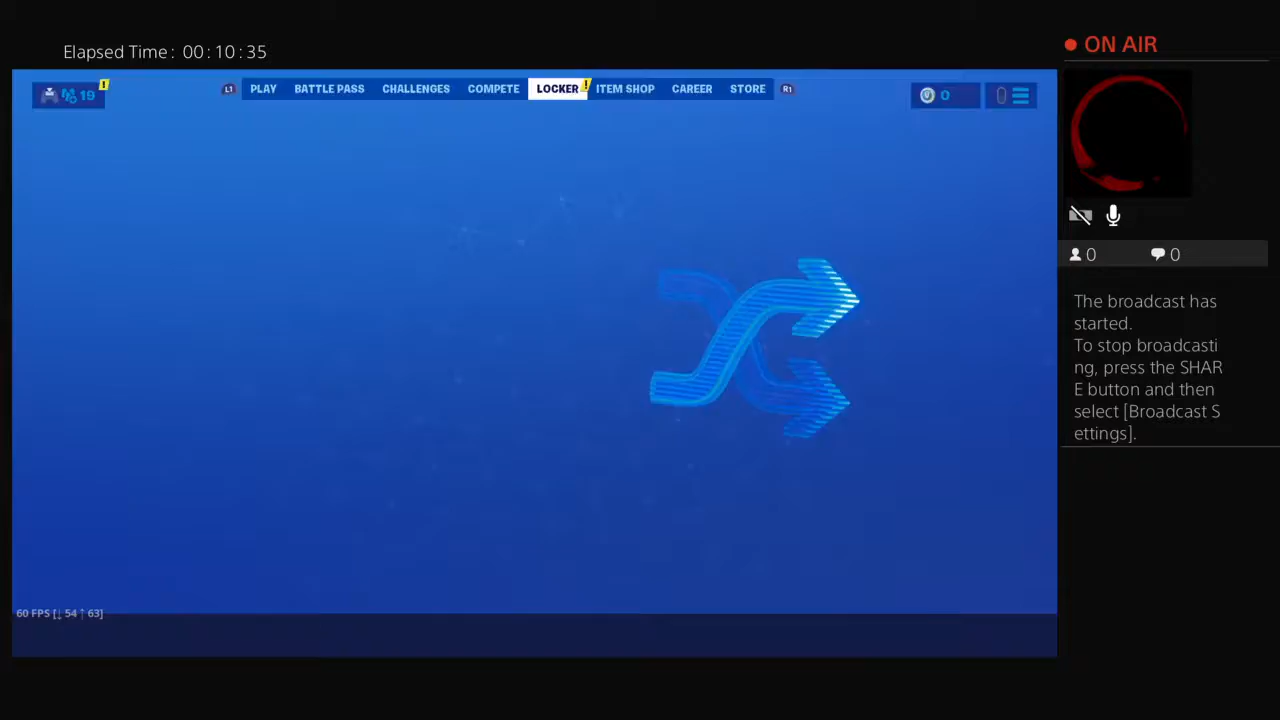 Elapsed Time: 00:10:35
ON AIR
19
!
L1
PLAY
BATTLE PASS
CHALLENGES
COMPETE
LOCKER
!
ITEM SHOP
CAREER
STORE
R1
0
0
0
The broadcast has
started.
To stop broadcasti
ng, press the SHAR
E button and then
select [Broadcast S
ettings].
60 FPS [↓ 54 ↑ 63]